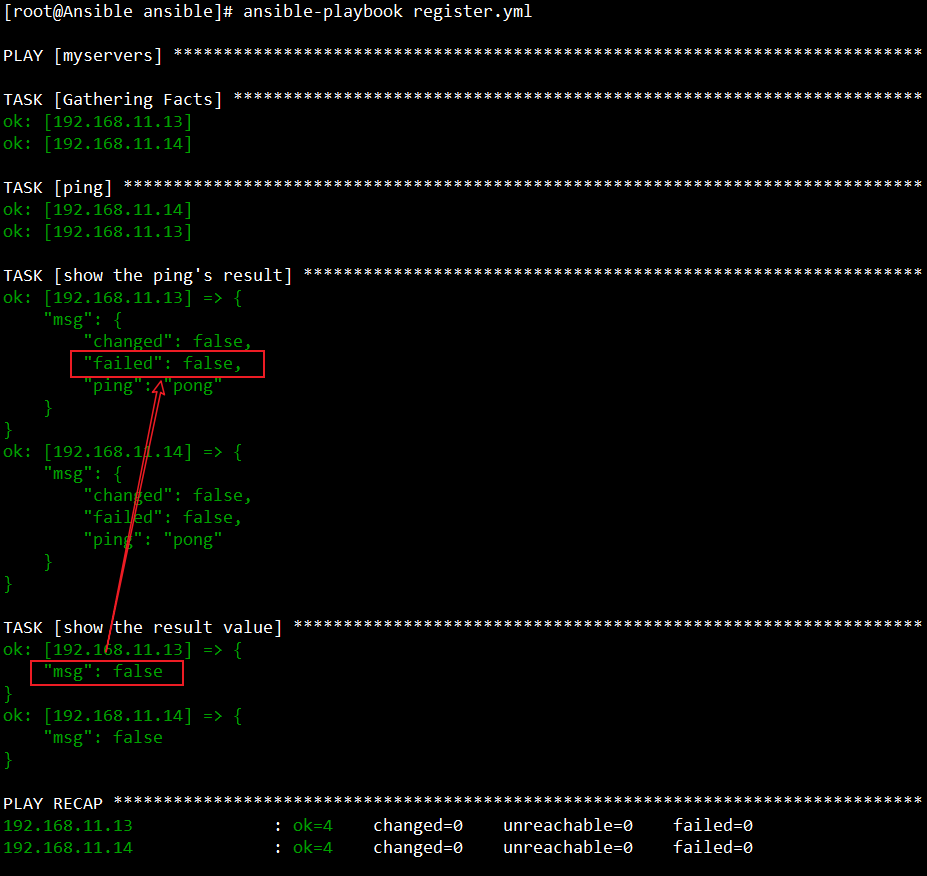 [root@Ansible ansible]# ansible-playbook register.yml
PLAY [myservers] ***************************************************************************
TASK [Gathering Facts] *********************************************************************
ok: [192.168.11.13]
ok: [192.168.11.14]
TASK [ping] ********************************************************************************
ok: [192.168.11.14]
ok: [192.168.11.13]
TASK [show the ping's result] **************************************************************
ok: [192.168.11.13] => {
    "msg": {
        "changed": false,
        "failed": false,
        "ping": "pong"
    }
}
ok: [192.168.11.14] => {
    "msg": {
        "changed": false,
        "failed": false,
        "ping": "pong"
    }
}
TASK [show the result value] ***************************************************************
ok: [192.168.11.13] => {
    "msg": false
}
ok: [192.168.11.14] => {
    "msg": false
}
PLAY RECAP *********************************************************************************
192.168.11.13              : ok=4    changed=0    unreachable=0    failed=0
192.168.11.14              : ok=4    changed=0    unreachable=0    failed=0